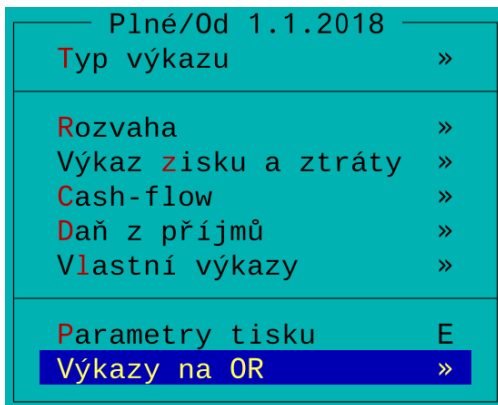 Plné/Od 1.1.2018
Typ výkazu »
Rozvaha »
Výkaz zisku a ztráty »
Cash-flow »
Daň z příjmů »
Vlastní výkazy »
Parametry tisku E
Výkazy na OR »